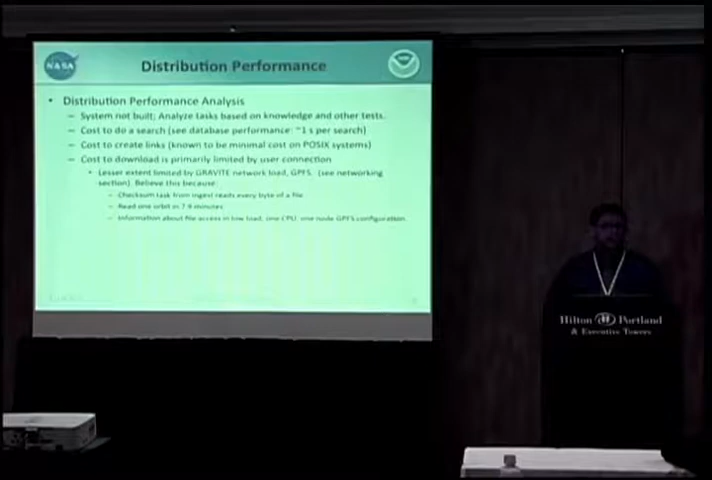 NASA
Distribution Performance
• Distribution Performance Analysis
– System not built; Analyze tasks based on knowledge and other tests.
– Cost to do a search (see database performance: ~1 s per search)
– Cost to create links (known to be minimal cost on POSIX systems)
– Cost to download is primarily limited by user connection
• Lesser extent limited by GRAVITE network load, GPFS. (see networking
section). Believe this because:
– Checksum task from ingest reads every byte of a file
– Read one orbit in 7-9 minutes
– Information about file access in low load, one CPU, one node GPFS configuration.
Hilton Portland
& Executive Towers